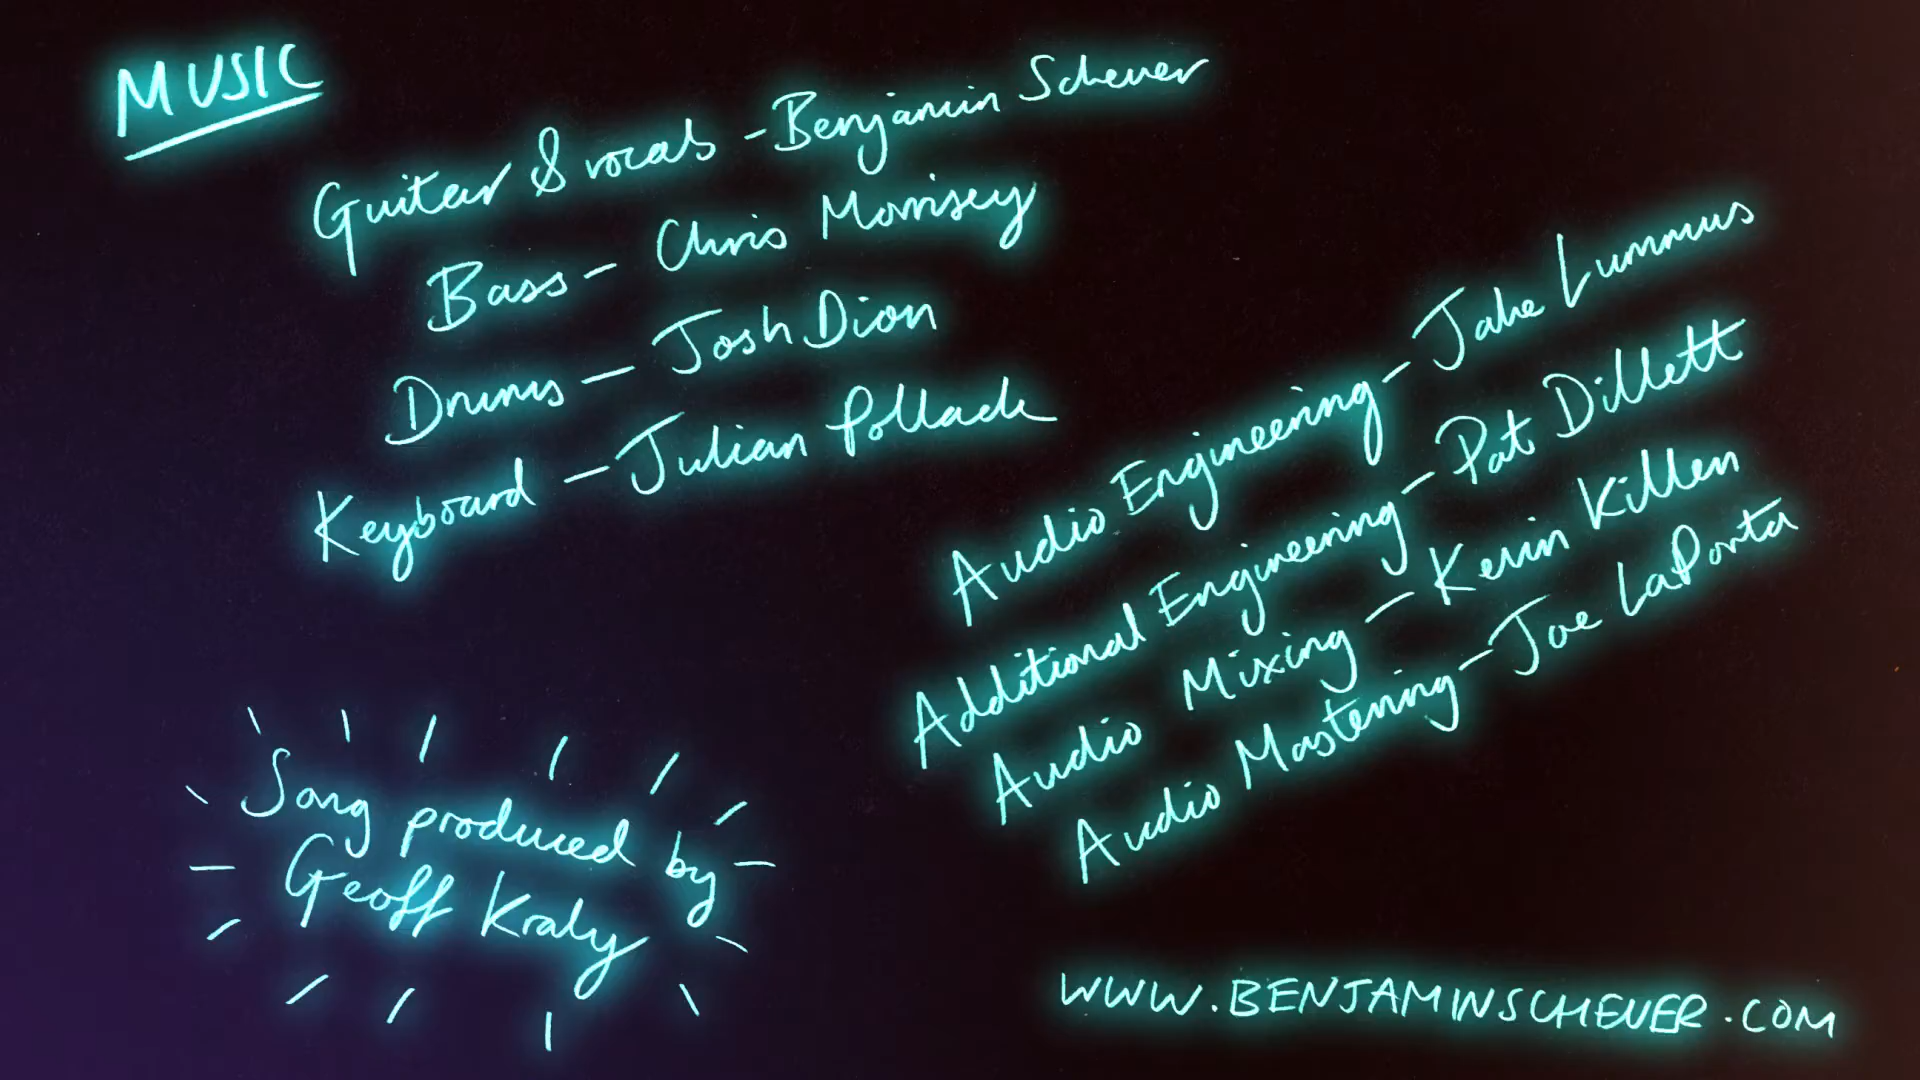 MUSIC
Guitar & vocals - Benjamin Scheuer
Bass - Chris Morrisey
Drums - Josh Dion
Keyboard - Julian Pollack
Audio Engineering - Jake Lummus
Additional Engineering - Pat Dillett
Audio Mixing - Kevin Killen
Audio Mastering - Joe LaPorta
Song produced by
Geoff Kraly
WWW.BENJAMINSCHEUER.COM